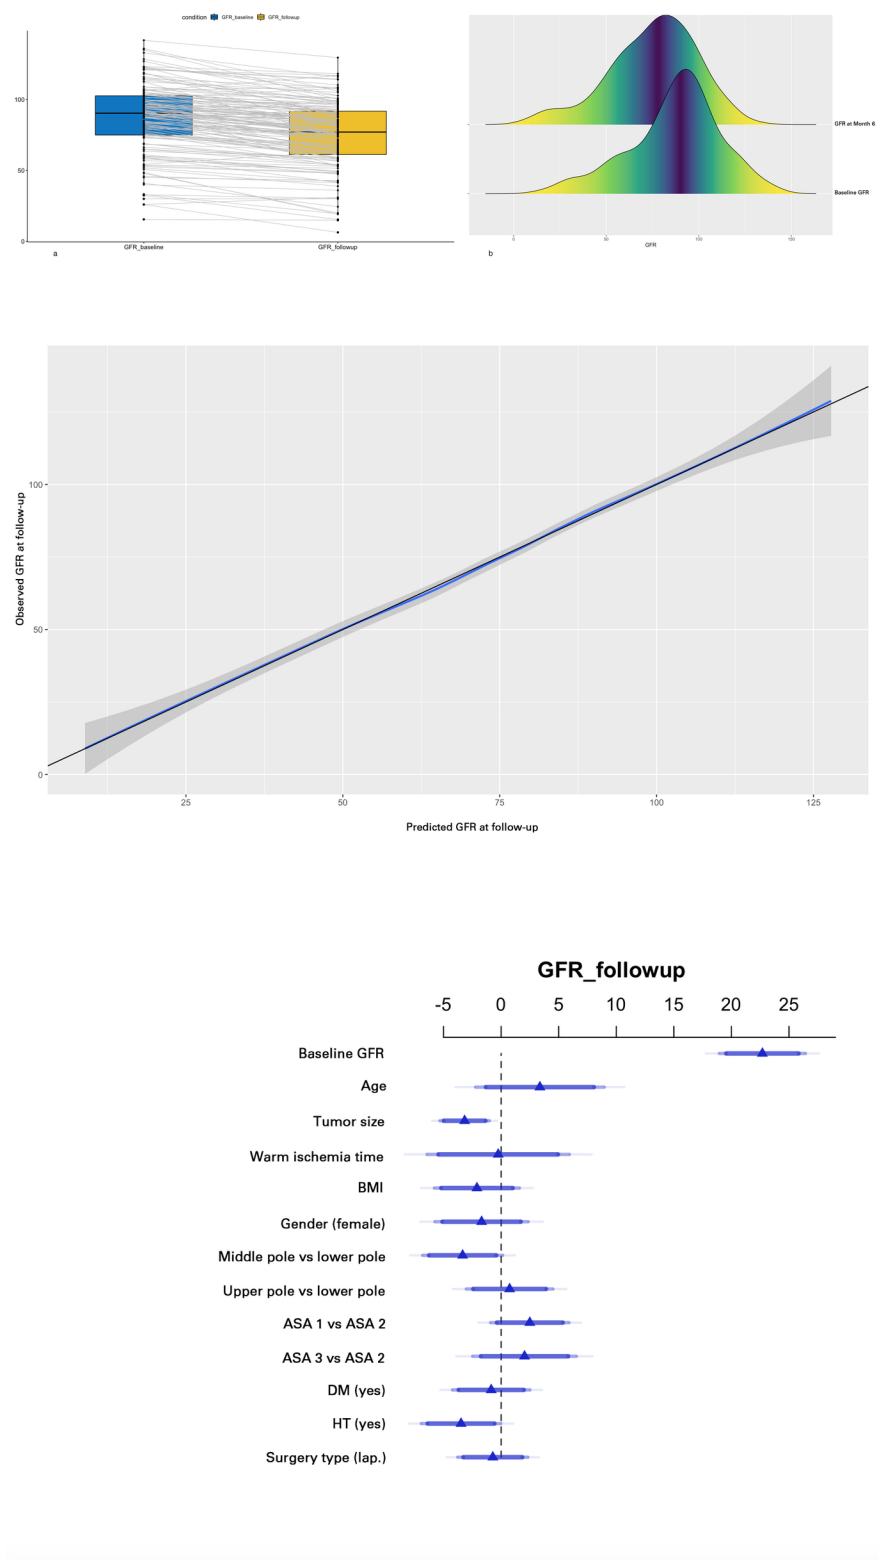 condition GFR_baseline GFR_followup
100
50
0
GFR_baseline GFR_followup
a
GFR at Month 6
Baseline GFR
0 50 100 150
GFR
b
Observed GFR at follow-up
100
50
0
25 50 75 100 125
Predicted GFR at follow-up
GFR_followup
-5 0 5 10 15 20 25
Baseline GFR
Age
Tumor size
Warm ischemia time
BMI
Gender (female)
Middle pole vs lower pole
Upper pole vs lower pole
ASA 1 vs ASA 2
ASA 3 vs ASA 2
DM (yes)
HT (yes)
Surgery type (lap.)